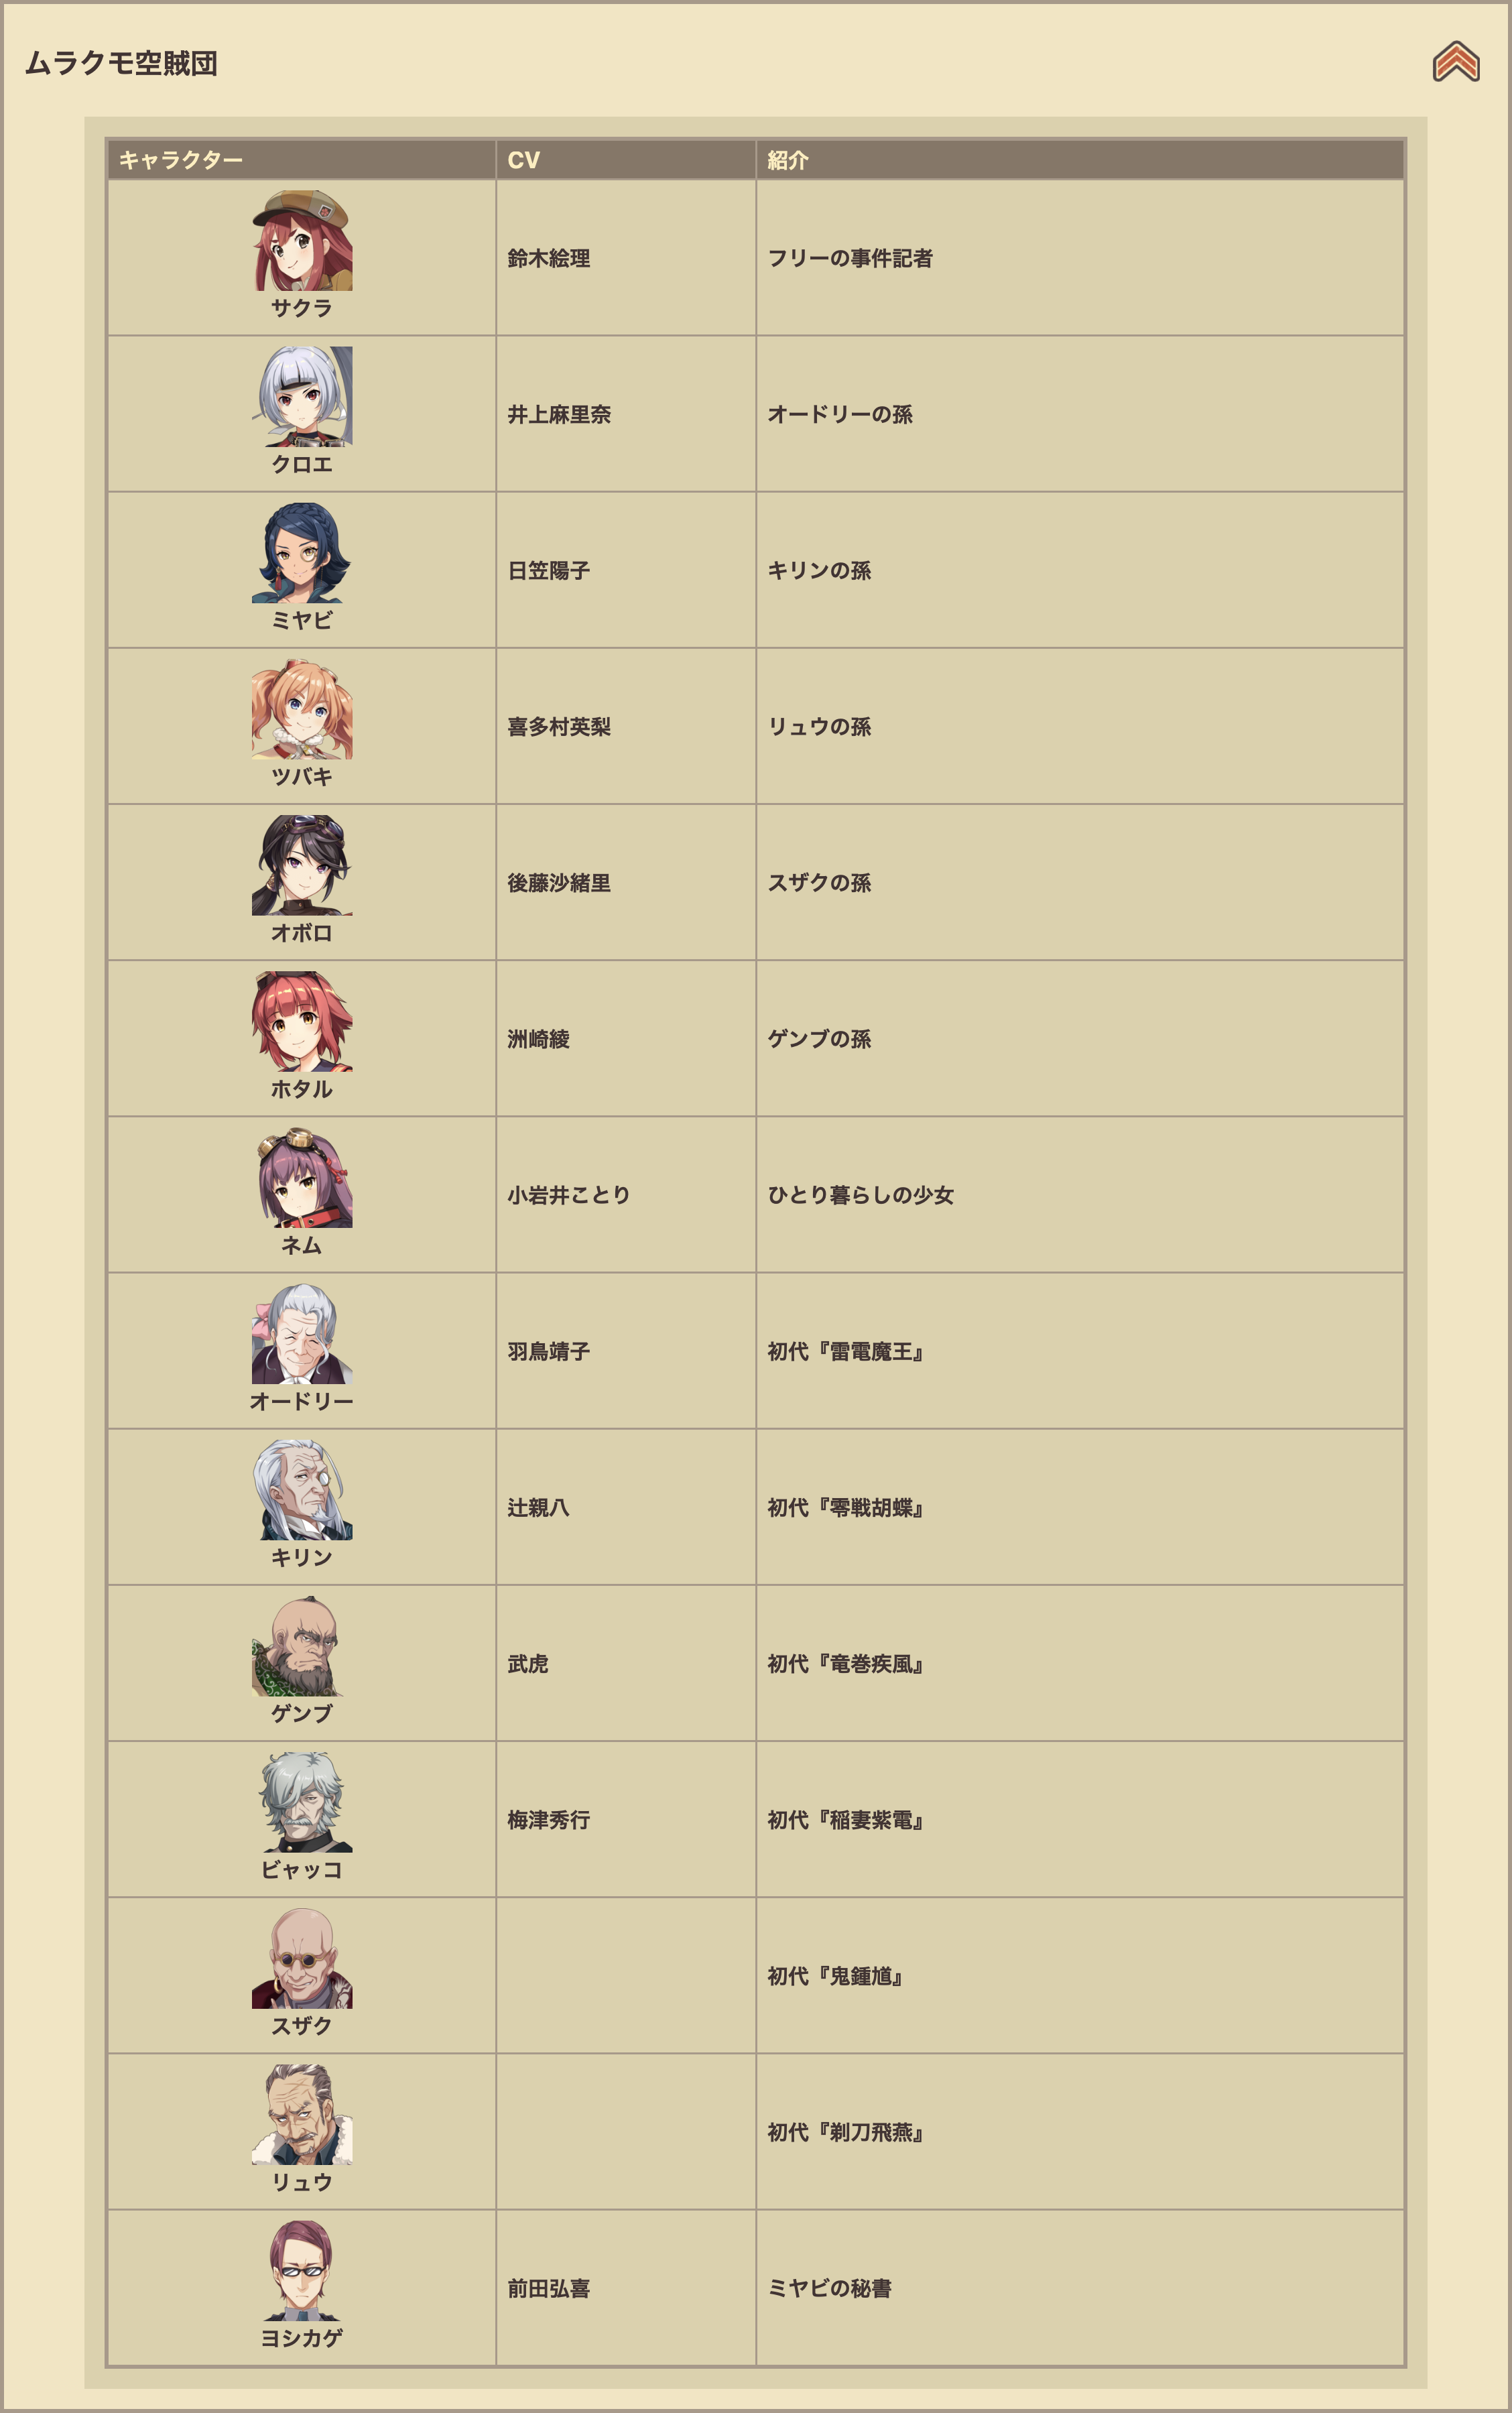 ムラクモ空賊団
キャラクター CV 紹介
サクラ 鈴木絵理 フリーの事件記者
クロエ 井上麻里奈 オードリーの孫
ミヤビ 日笠陽子 キリンの孫
ツバキ 喜多村英梨 リュウの孫
オボロ 後藤沙緒里 スザクの孫
ホタル 洲崎綾 ゲンブの孫
ネム 小岩井ことり ひとり暮らしの少女
オードリー 羽鳥靖子 初代『雷電魔王』
キリン 辻親八 初代『零戦胡蝶』
ゲンブ 武虎 初代『竜巻疾風』
ビャッコ 梅津秀行 初代『稲妻紫電』
スザク 初代『鬼鍾馗』
リュウ 初代『剃刀飛燕』
ヨシカゲ 前田弘喜 ミヤビの秘書